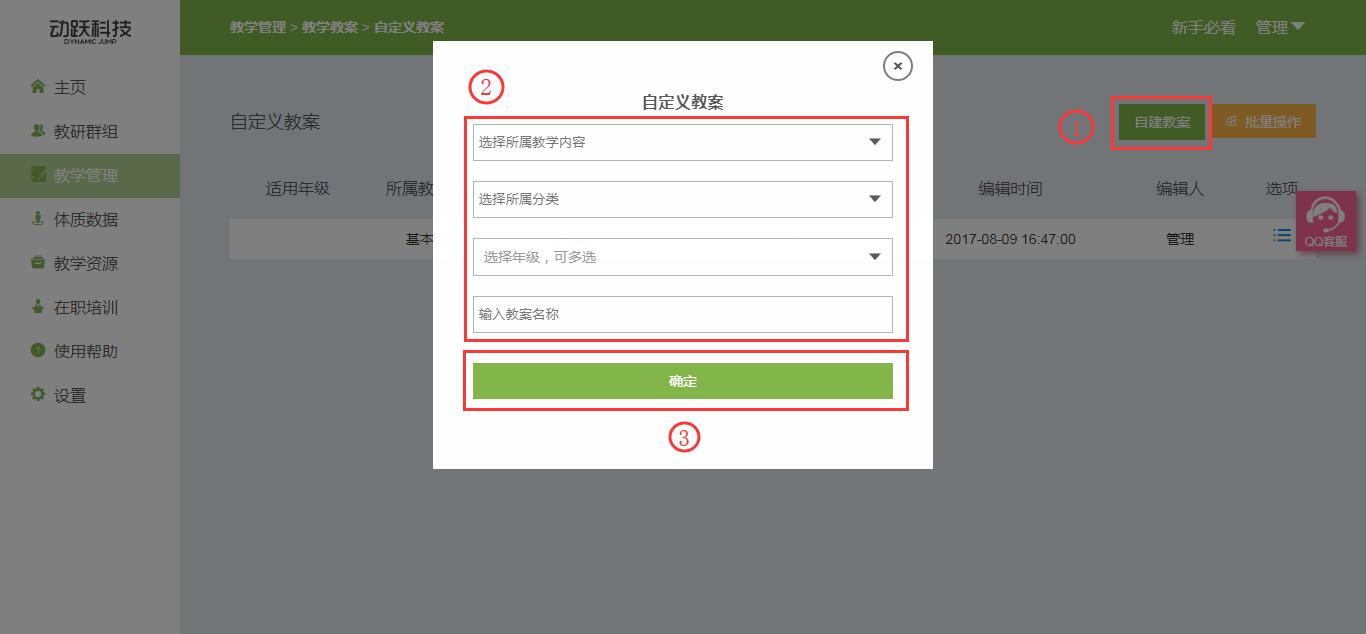 动跃科技
DYNAMIC JUMP
教学管理 > 教学教案 > 自定义教案
新手必看 管理
主页
教研群组
教学管理
体质数据
教学资源
在职培训
使用帮助
设置
自定义教案
① 自建教案 批量操作
适用年级 所属教 编辑时间 编辑人 选项
基本 2017-08-09 16:47:00 管理
QQ客服
×
②
自定义教案
选择所属教学内容
选择所属分类
选择年级，可多选
输入教案名称
确定
③